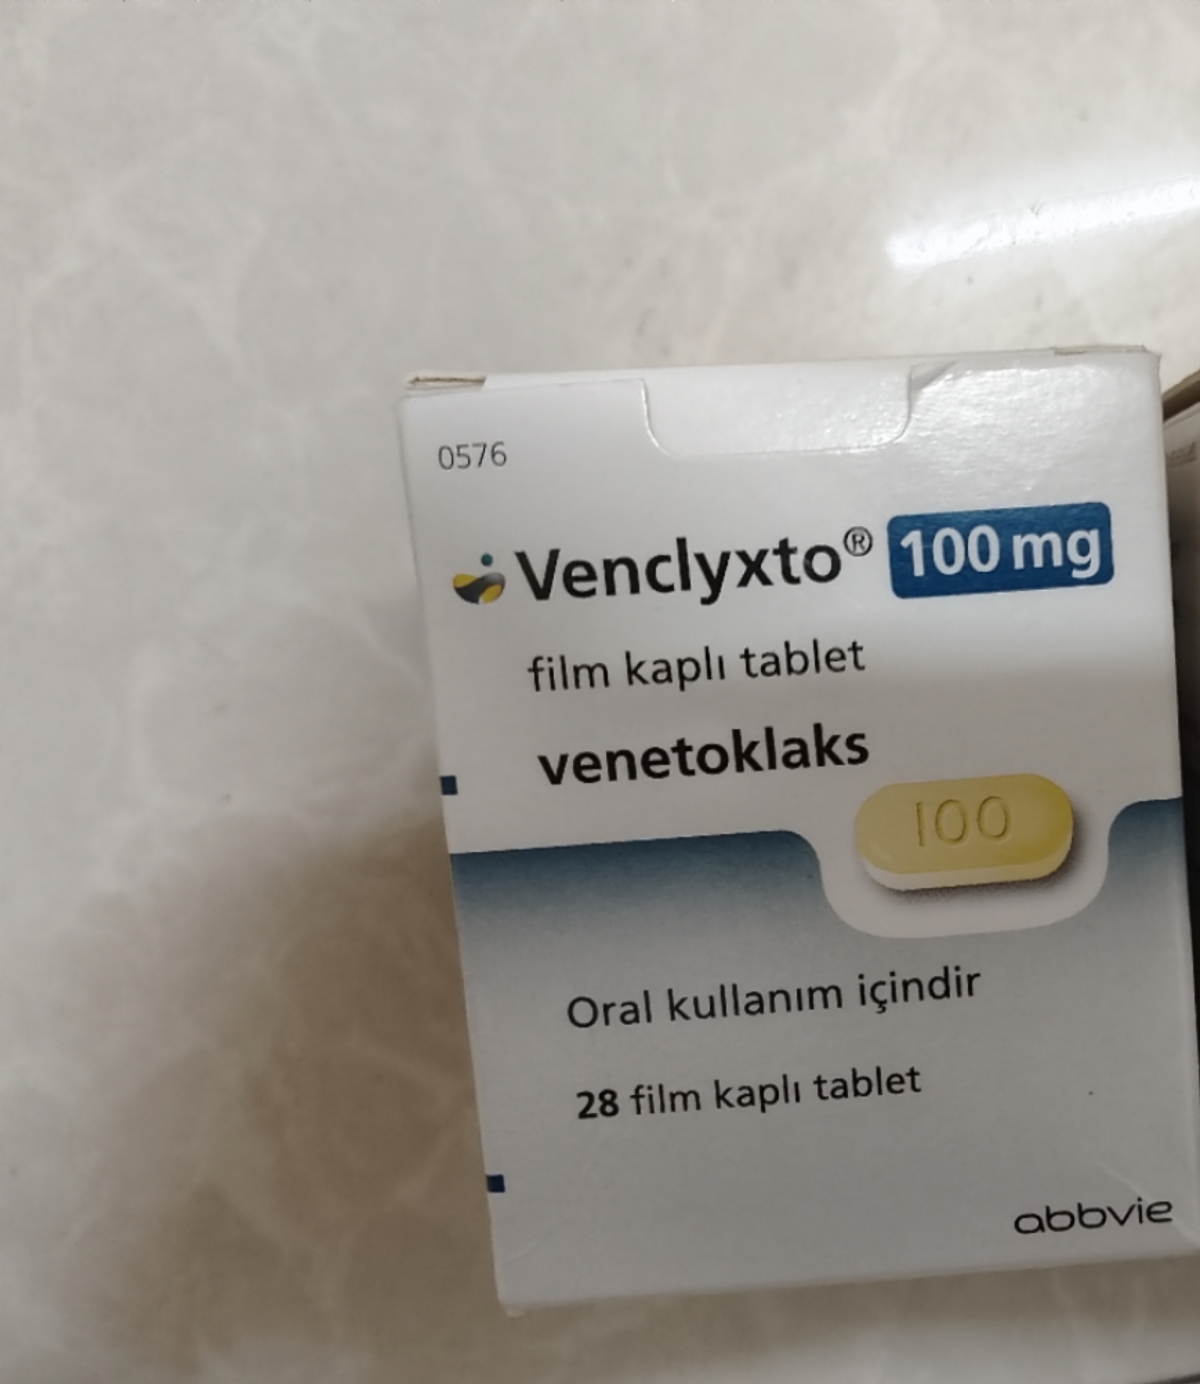 0576
Venclyxto® 100 mg
film kaplı tablet
venetoklaks
100
Oral kullanım içindir
28 film kaplı tablet
abbvie